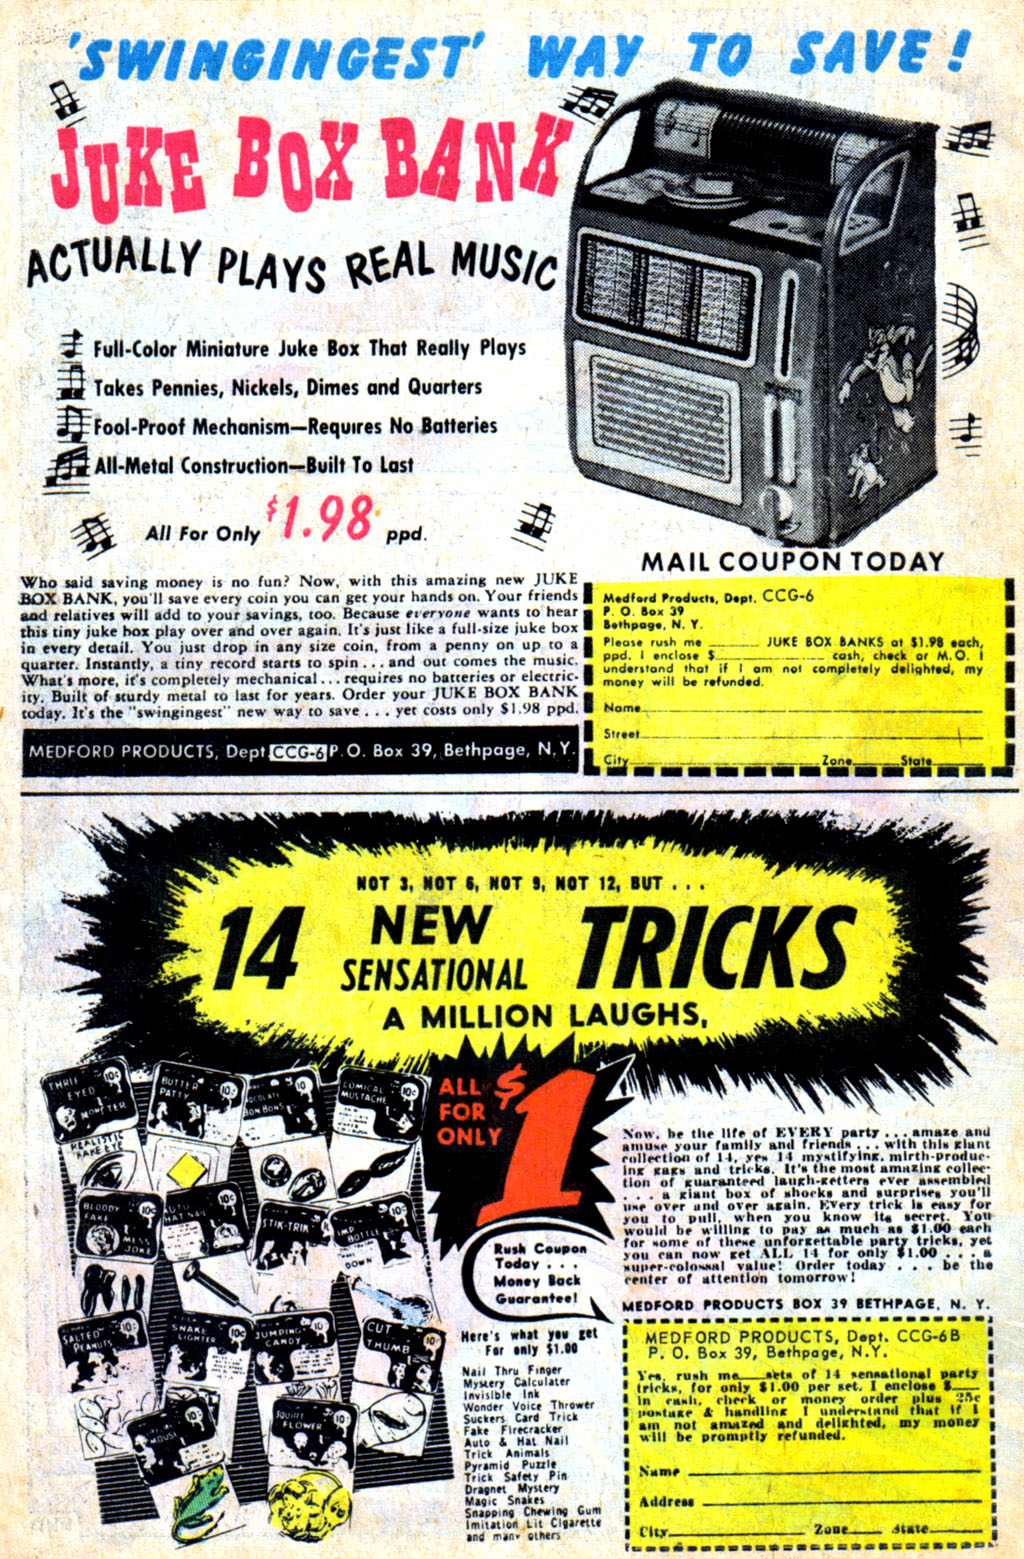 'SWINGINGEST' WAY TO SAVE!
JUKE BOX BANK
ACTUALLY PLAYS REAL MUSIC
Full-Color Miniature Juke Box That Really Plays
Takes Pennies, Nickels, Dimes and Quarters
Fool-Proof Mechanism—Requires No Batteries
All-Metal Construction—Built To Last
All For Only $1.98 ppd.
Who said saving money is no fun? Now, with this amazing new JUKE
BOX BANK, you'll save every coin you can get your hands on. Your friends
and relatives will add to your savings, too. Because everyone wants to hear
this tiny juke box play over and over again. It's just like a full-size juke box
in every detail. You just drop in any size coin, from a penny on up to a
quarter. Instantly, a tiny record starts to spin . . . and out comes the music.
What's more, it's completely mechanical . . . requires no batteries or electric-
ity. Built of sturdy metal to last for years. Order your JUKE BOX BANK
today. It's the "swingingest" new way to save . . . yet costs only $1.98 ppd.
MEDFORD PRODUCTS, Dept. CCG-6 P.O. Box 39, Bethpage, N.Y.
MAIL COUPON TODAY
Medford Products, Dept. CCG-6
P. O. Box 39
Bethpage, N. Y.
Please rush me ______ JUKE BOX BANKS at $1.98 each,
ppd. I enclose $______ cash, check or M.O. I
understand that if I am not completely delighted, my
money will be refunded.
Name
Street
City Zone State
NOT 3, NOT 6, NOT 9, NOT 12, BUT . . .
14 NEW SENSATIONAL TRICKS
A MILLION LAUGHS,
ALL FOR ONLY $1
THREE EYED MONSTER 10¢
REALISTIC FAKE EYE
BUTTER PATTY 10¢
CHOCOLATE BON BONS 10
COMICAL MUSTACHE 10¢
BLOODY FAKE 10¢
MESS JOKE
NAIL 10¢
STIK-TRIK
BOTTLE
DOWN
SALTED PEANUTS 10¢
SNAKE LIGHTER 10¢
JUMPING CANDY 10¢
CUT THUMB 10¢
MOUSE 10¢
SQUIRT FLOWER 10¢
Rush Coupon
Today . . .
Money Back
Guarantee!
Here's what you get
For only $1.00
Nail Thru Finger
Mystery Calculater
Invisible Ink
Wonder Voice Thrower
Suckers Card Trick
Fake Firecracker
Auto & Hat Nail
Trick Animals
Pyramid Puzzle
Trick Safety Pin
Dragnet Mystery
Magic Snakes
Snapping Chewing Gum
Imitation Lit Cigarette
and many others
Now, be the life of EVERY party . . . amaze and
amuse your family and friends . . . with this giant
collection of 14, yes 14 mystifying, mirth-produc-
ing gags and tricks. It's the most amazing collec-
tion of guaranteed laugh-getters ever assembled
. . . a giant box of shocks and surprises you'll
use over and over again. Every trick is easy for
you to pull, when you know its secret. You
would be willing to pay as much as $1.00 each
for some of these unforgettable party tricks, yet
you can now get ALL 14 for only $1.00 . . . a
super-colossal value! Order today . . . be the
center of attention tomorrow!
MEDFORD PRODUCTS BOX 39 BETHPAGE, N. Y.
MEDFORD PRODUCTS, Dept. CCG-6B
P. O. Box 39, Bethpage, N.Y.
Yes, rush me____sets of 14 sensational party
tricks, for only $1.00 per set. I enclose $____
in cash, check or money order plus 25c
postage & handling I understand that if I
am not amazed and delighted, my money
will be promptly refunded.
Name
Address
City Zone State